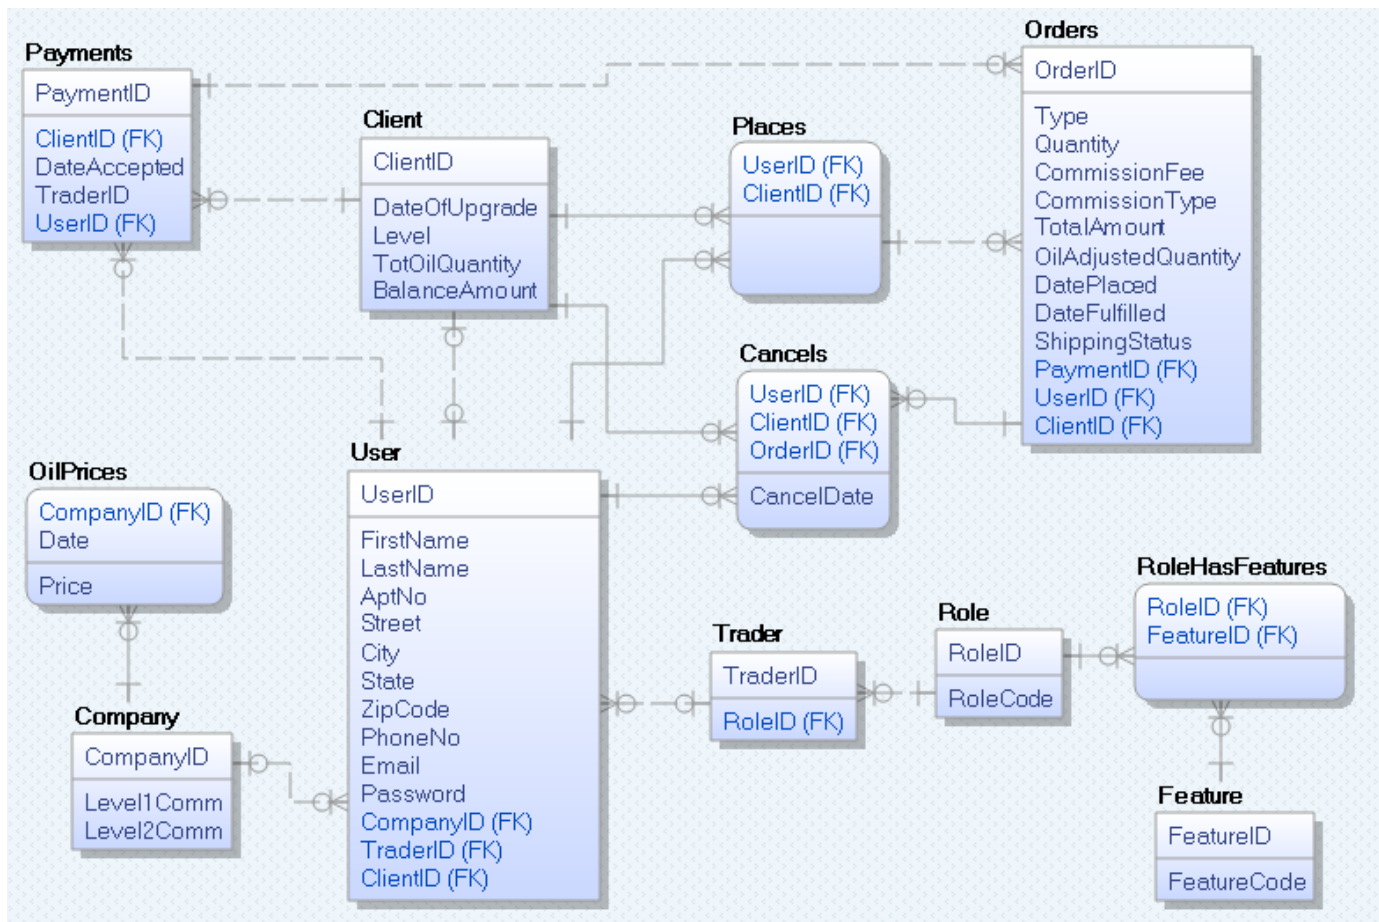 Payments
PaymentID
ClientID (FK)
DateAccepted
TraderID
UserID (FK)
Client
ClientID
DateOfUpgrade
Level
TotOilQuantity
BalanceAmount
Places
UserID (FK)
ClientID (FK)
Orders
OrderID
Type
Quantity
CommissionFee
CommissionType
TotalAmount
OilAdjustedQuantity
DatePlaced
DateFulfilled
ShippingStatus
PaymentID (FK)
UserID (FK)
ClientID (FK)
Cancels
UserID (FK)
ClientID (FK)
OrderID (FK)
CancelDate
OilPrices
CompanyID (FK)
Date
Price
User
UserID
FirstName
LastName
AptNo
Street
City
State
ZipCode
PhoneNo
Email
Password
CompanyID (FK)
TraderID (FK)
ClientID (FK)
Company
CompanyID
Level1Comm
Level2Comm
Trader
TraderID
RoleID (FK)
Role
RoleID
RoleCode
RoleHasFeatures
RoleID (FK)
FeatureID (FK)
Feature
FeatureID
FeatureCode